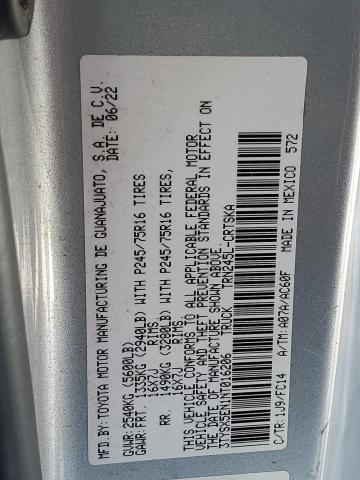 MFD.BY:TOYOTA MOTOR MANUFACTURING DE GUANAJUATO, S.A. DE C.V.
DATE: 06/22
GVWR:2540KG (5600LB)
GAWR:FRT. 1335KG (2940LB) WITH P245/75R16 TIRES
16X7J RIMS
RR. 1490KG (3280LB) WITH P245/75R16 TIRES,
16X7J RIMS
THIS VEHICLE CONFORMS TO ALL APPLICABLE FEDERAL MOTOR
VEHICLE SAFETY AND THEFT PREVENTION STANDARDS IN EFFECT ON
THE DATE OF MANUFACTURE SHOWN ABOVE.
3TYSX5EN1NT016206 TRUCK TRN245L-CRTSKA
C/TR:1J9/FC14 A/TM:A07A/AC60F MADE IN MEXICO 572